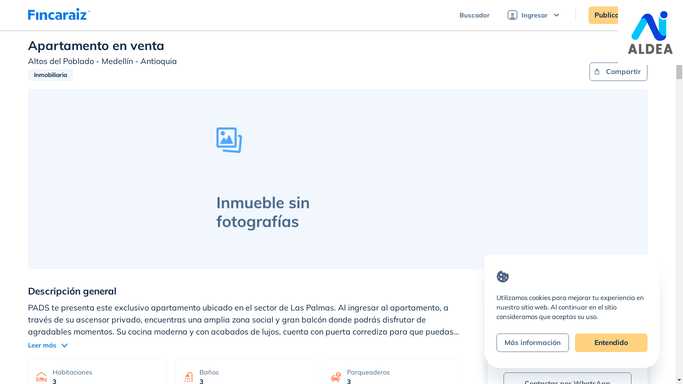 Fincaraíz
Buscador
Ingresar
Publica
ALDEA
Apartamento en venta
Altos del Poblado - Medellín - Antioquia
Inmobiliaria
Compartir
Inmueble sin
fotografías
Descripción general
PADS te presenta este exclusivo apartamento ubicado en el sector de Las Palmas. Al ingresar al apartamento, a
través de su ascensor privado, encuentras una amplia zona social y gran balcón donde podrás disfrutar de
agradables momentos. Su cocina moderna y con acabados de lujos, cuenta con puerta corrediza para que puedas...
Leer más
Habitaciones
3
Baños
3
Parqueaderos
3
Utilizamos cookies para mejorar tu experiencia en
nuestro sitio web. Al continuar en el sitio
consideramos que aceptas su uso.
Más información
Entendido
Contactar por WhatsApp